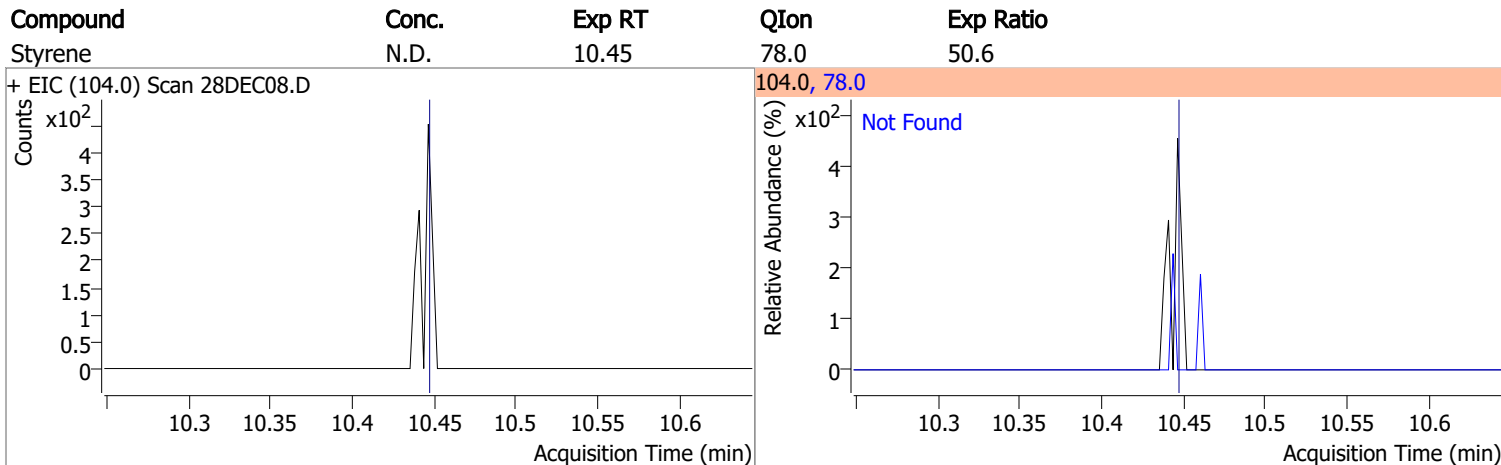 Compound Conc. Exp RT QIon Exp Ratio
Styrene N.D. 10.45 78.0 50.6
+ EIC (104.0) Scan 28DEC08.D
Counts
x10²
4
3.5
3
2.5
2
1.5
1
0.5
0
10.3 10.35 10.4 10.45 10.5 10.55 10.6
Acquisition Time (min)
104.0, 78.0
Relative Abundance (%)
x10²
Not Found
4
3
2
1
0
10.3 10.35 10.4 10.45 10.5 10.55 10.6
Acquisition Time (min)